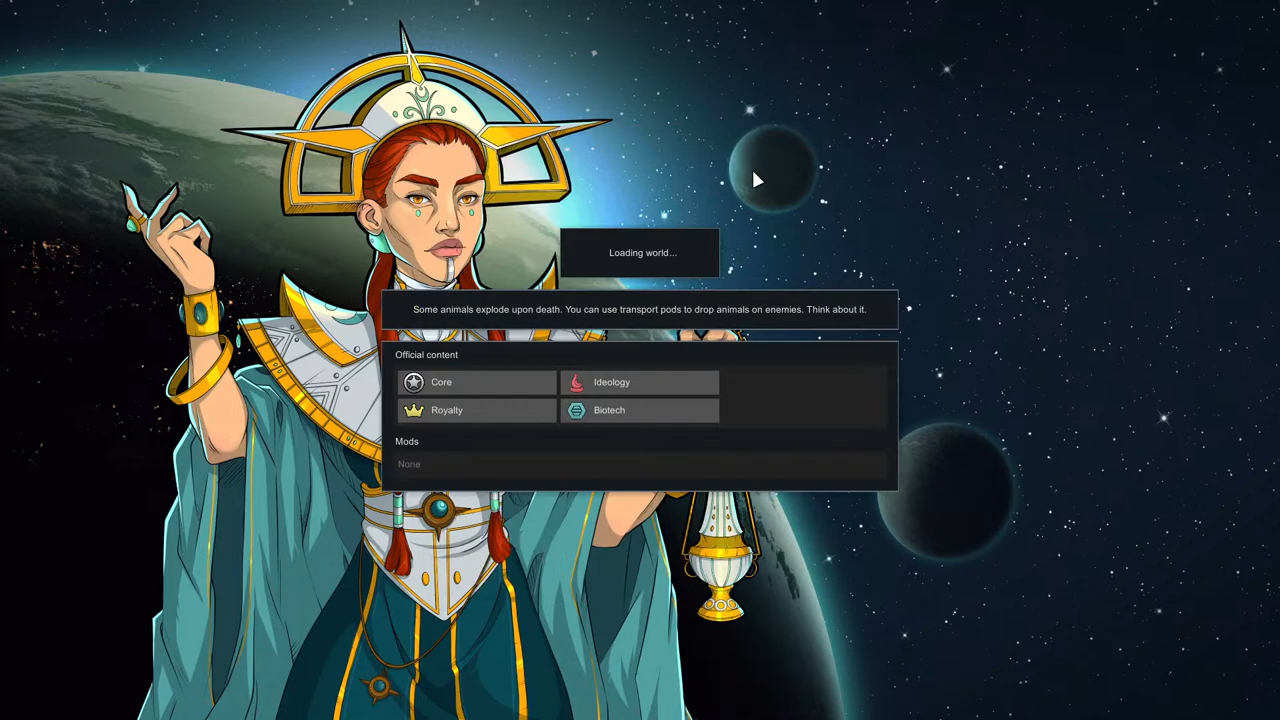 Loading world...
Some animals explode upon death. You can use transport pods to drop animals on enemies. Think about it.
Official content
Core
Ideology
Royalty
Biotech
Mods
None